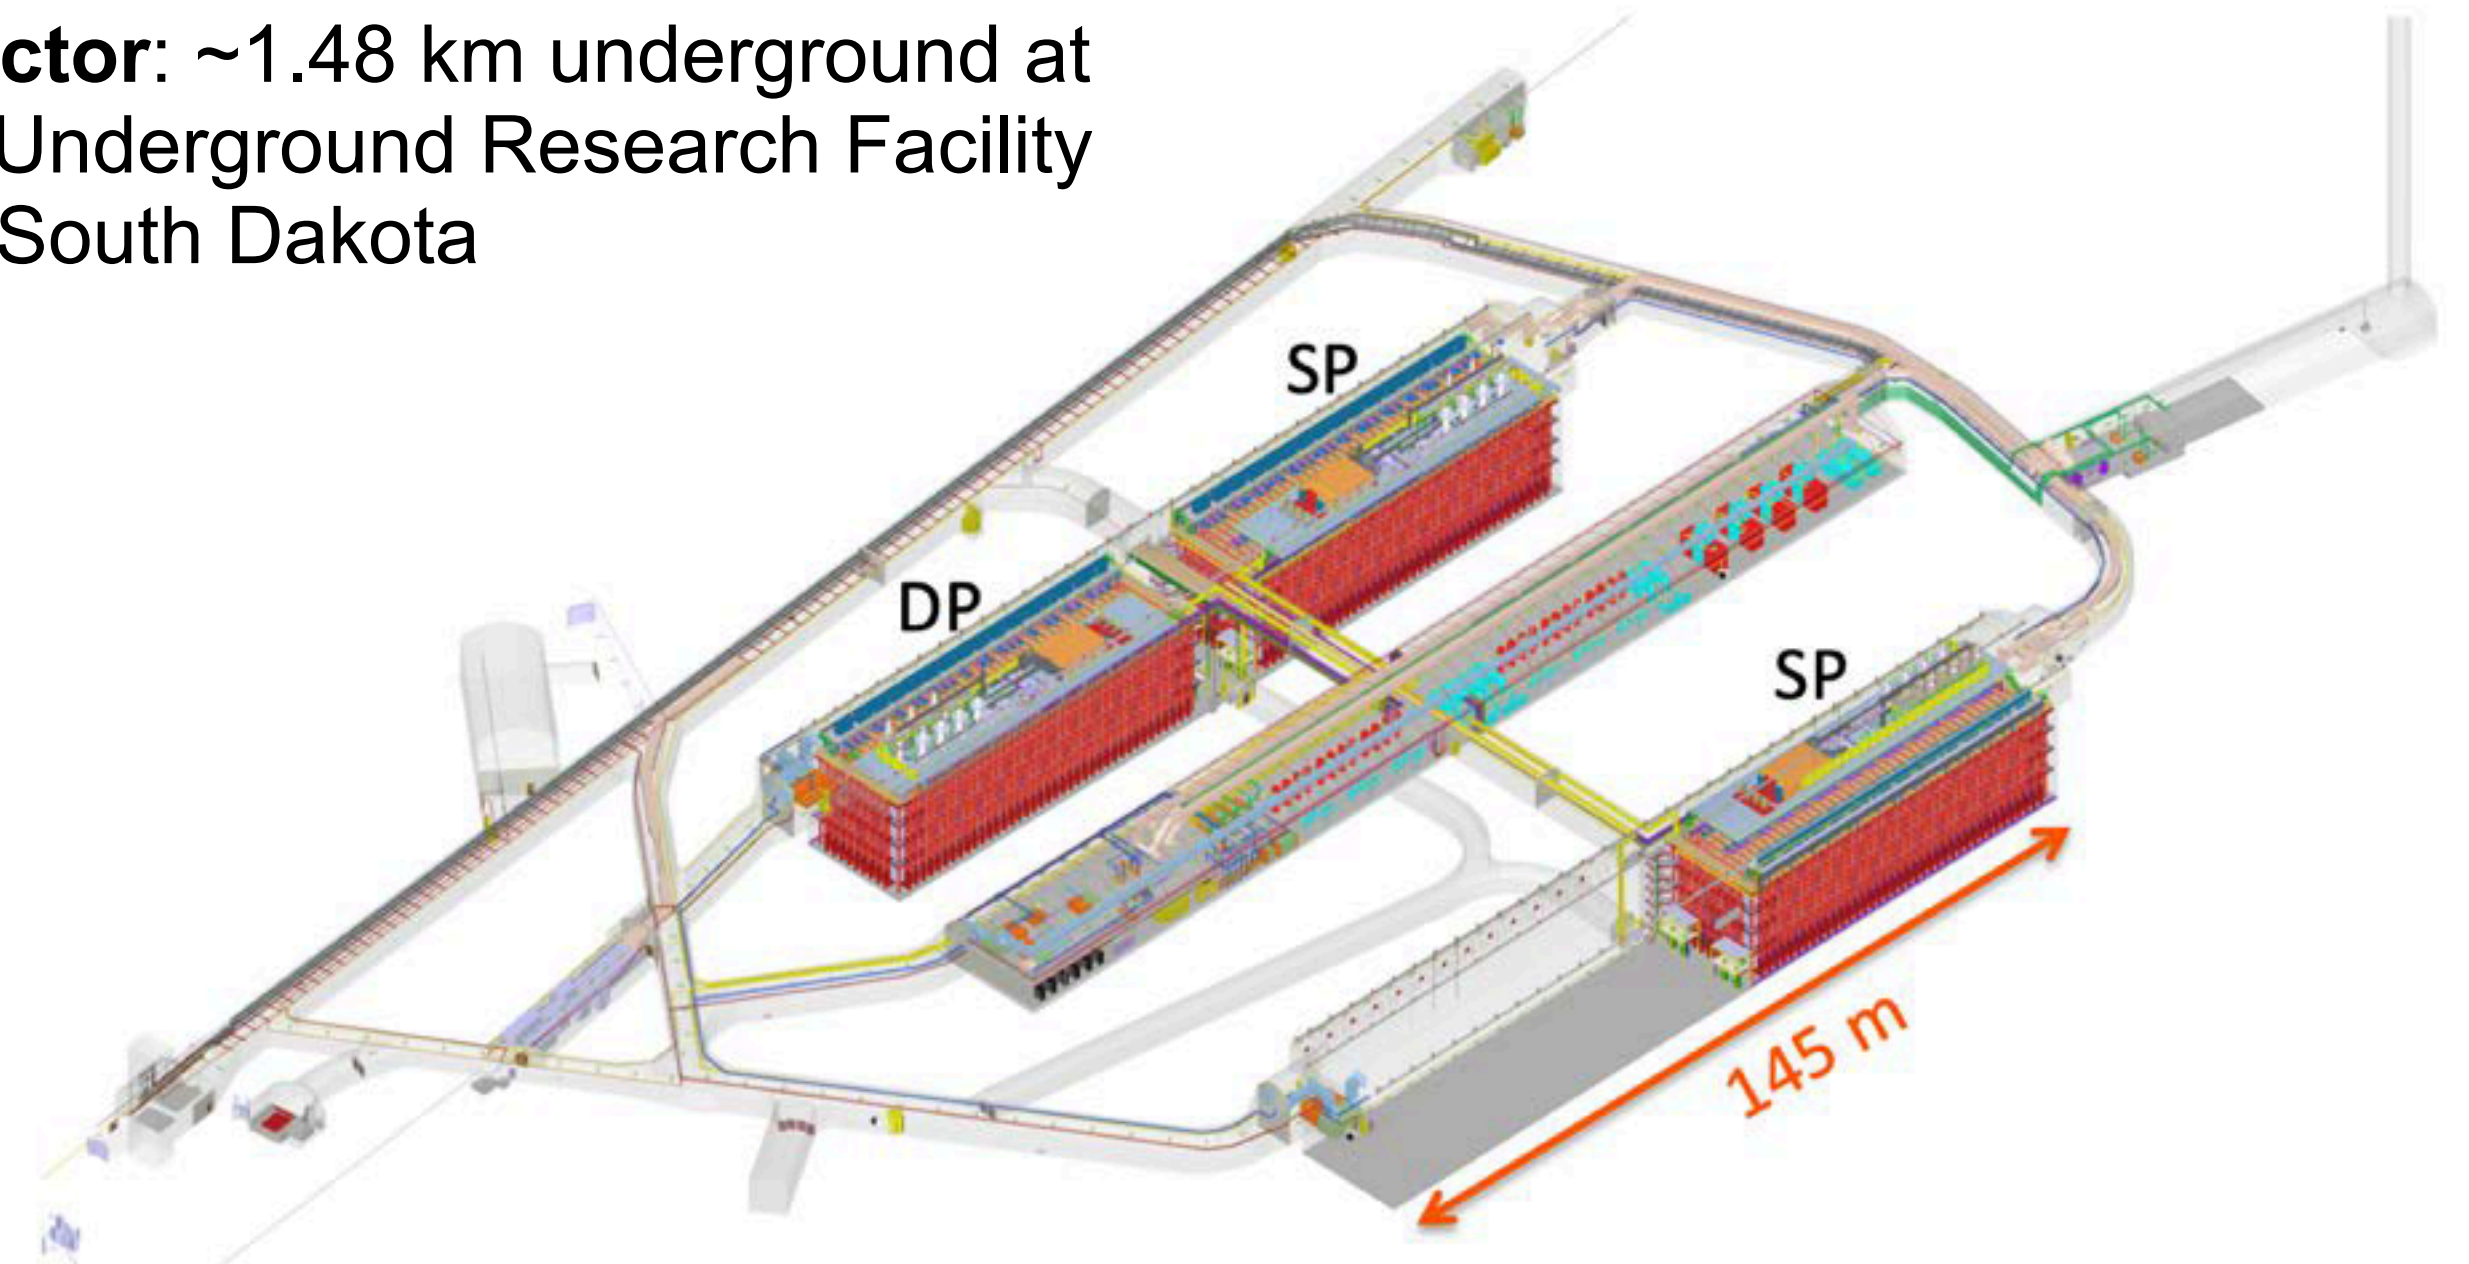 ctor: ~1.48 km underground at
Underground Research Facility
South Dakota
SP
DP
SP
145 m